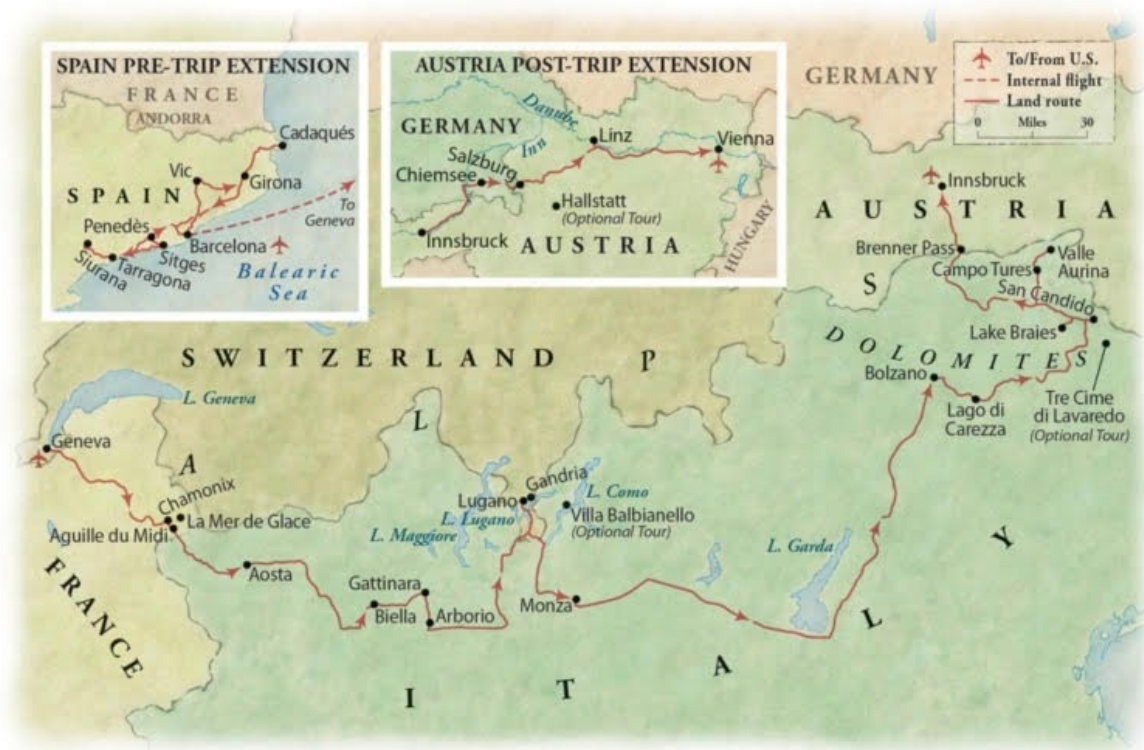 SPAIN PRE-TRIP EXTENSION
FRANCE
ANDORRA
Cadaqués
Vic
Girona
SPAIN
To
Geneva
Penedès
Barcelona
Sitges
Siurana
Tarragona
Balearic
Sea
AUSTRIA POST-TRIP EXTENSION
Danube
GERMANY
Inn
Linz
Vienna
Salzburg
Chiemsee
Hallstatt
(Optional Tour)
Innsbruck
AUSTRIA
HUNGARY
GERMANY
To/From U.S.
Internal flight
Land route
0 Miles 30
Innsbruck
AUSTRIA
Brenner Pass
Valle
Aurina
Campo Tures
San Candido
Lake Braies
DOLOMITES
Bolzano
Lago di
Carezza
Tre Cime
di Lavaredo
(Optional Tour)
SWITZERLAND
ALPS
L. Geneva
Geneva
Chamonix
La Mer de Glace
Aguille du Midi
FRANCE
Aosta
Gattinara
Biella
Arborio
Lugano
Gandria
L. Como
L. Lugano
L. Maggiore
Villa Balbianello
(Optional Tour)
Monza
L. Garda
ITALY